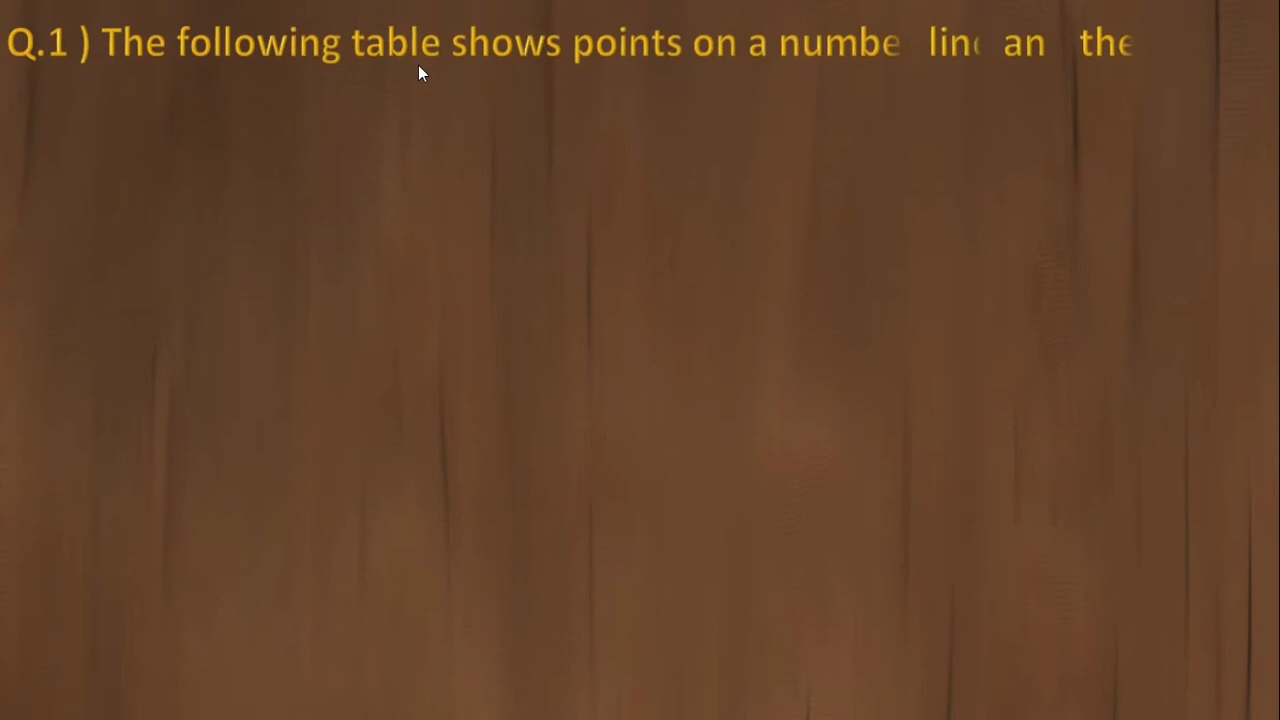 Q.1 ) The following table shows points on a numbe lin an the